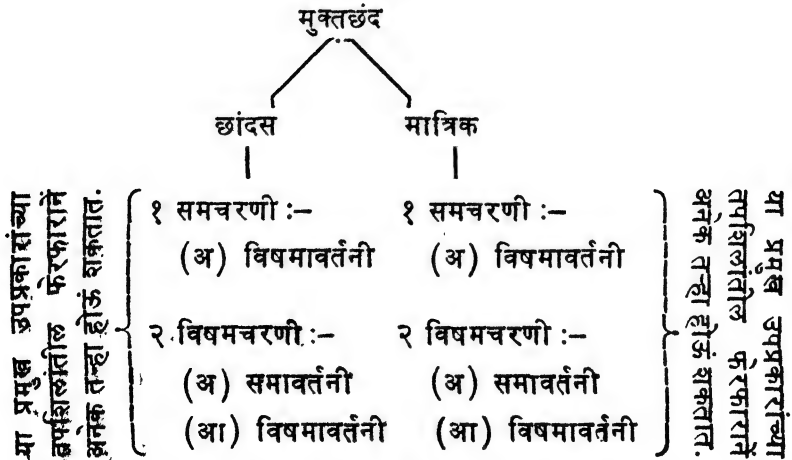 मुक्तछंद
छांदस मात्रिक
या प्रमुख उपप्रकारांच्या
तपशिलांतील फेरफारानें
अनेक तऱ्हा होऊं शकतात.
१ समचरणी :– १ समचरणी :–
(अ) विषमावर्तनी (अ) विषमावर्तनी
२ विषमचरणी :– २ विषमचरणी :–
(अ) समावर्तनी (अ) समावर्तनी
(आ) विषमावर्तनी (आ) विषमावर्तनी
या प्रमुख उपप्रकारांच्या
तपशिलांतील फेरफारानें
अनेक तऱ्हा होऊं शकतात.